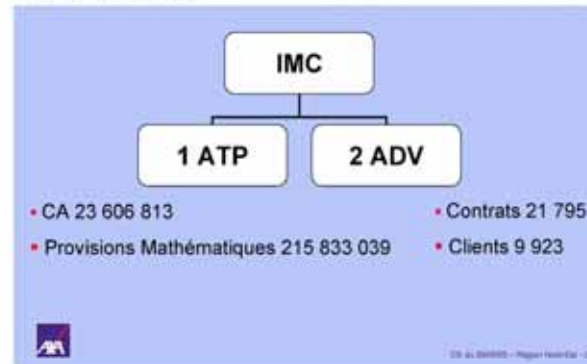 IMC
1 ATP
2 ADV
• CA 23 606 813
• Provisions Mathématiques 215 833 039
• Contrats 21 795
• Clients 9 923
AXA